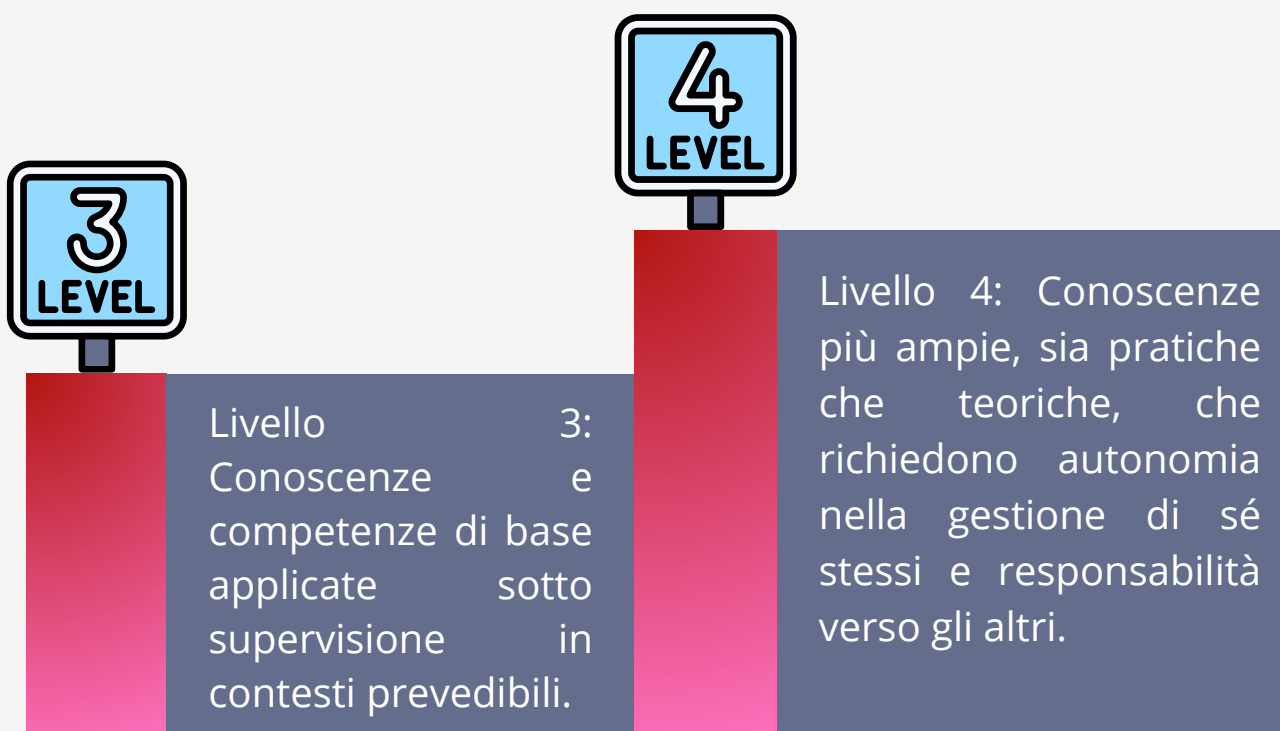 3
LEVEL
Livello 3:
Conoscenze e
competenze di base
applicate sotto
supervisione in
contesti prevedibili.
4
LEVEL
Livello 4: Conoscenze
più ampie, sia pratiche
che teoriche, che
richiedono autonomia
nella gestione di sé
stessi e responsabilità
verso gli altri.